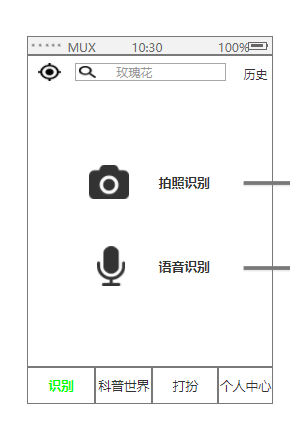 ***** MUX 10:30 100%
玫瑰花 历史
拍照识别
语音识别
识别 科普世界 打扮 个人中心